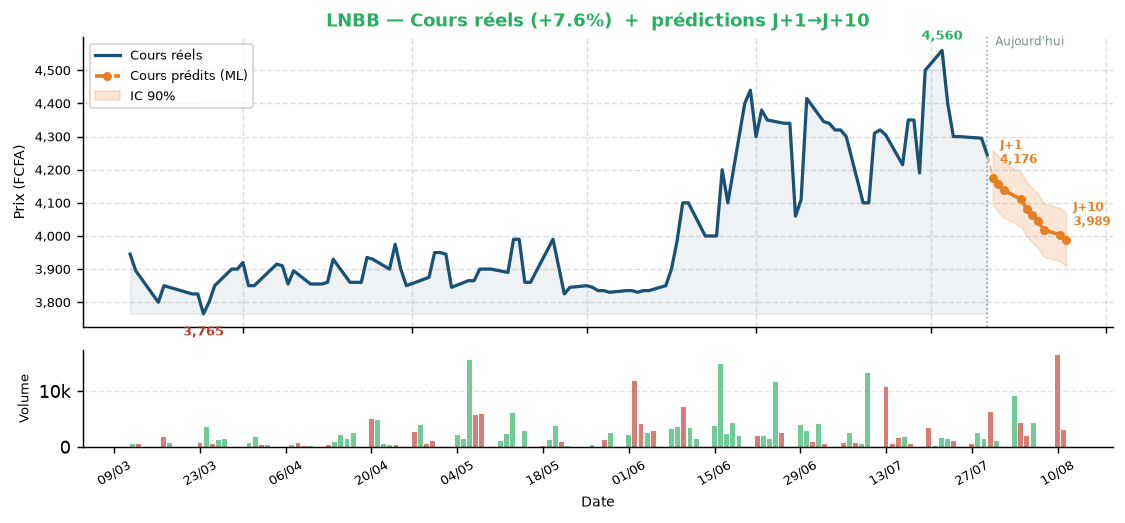 LNBB — Cours réels (+7.6%)  +  prédictions J+1→J+10
Cours réels
Cours prédits (ML)
IC 90%
4,560
Aujourd'hui
J+1
4,176
J+10
3,989
3,765
Prix (FCFA)
4,500
4,400
4,300
4,200
4,100
4,000
3,900
3,800
Volume
10k
0
09/03
23/03
06/04
20/04
04/05
18/05
01/06
15/06
29/06
13/07
27/07
10/08
Date